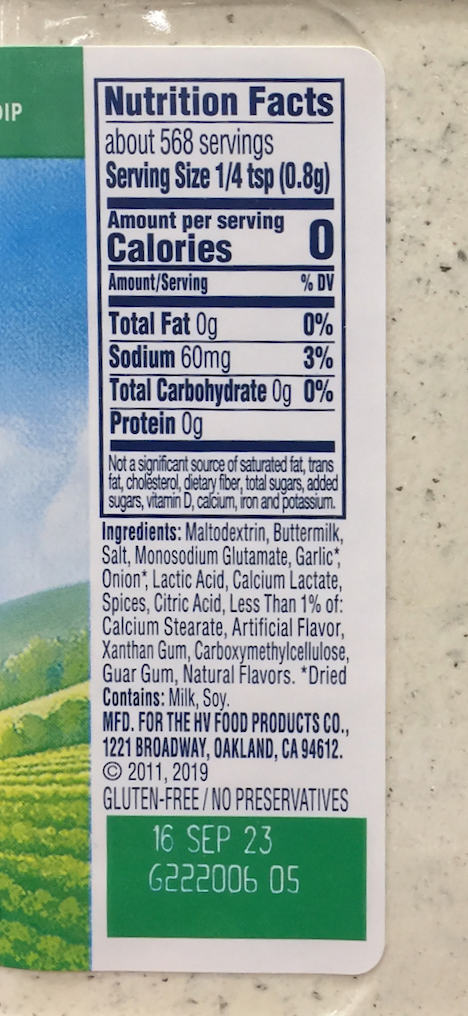 DIP
Nutrition Facts
about 568 servings
Serving Size 1/4 tsp (0.8g)
Amount per serving
Calories 0
Amount/Serving % DV
Total Fat 0g 0%
Sodium 60mg 3%
Total Carbohydrate 0g 0%
Protein 0g
Not a significant source of saturated fat, trans
fat, cholesterol, dietary fiber, total sugars, added
sugars, vitamin D, calcium, iron and potassium.
Ingredients: Maltodextrin, Buttermilk,
Salt, Monosodium Glutamate, Garlic*,
Onion*, Lactic Acid, Calcium Lactate,
Spices, Citric Acid, Less Than 1% of:
Calcium Stearate, Artificial Flavor,
Xanthan Gum, Carboxymethylcellulose,
Guar Gum, Natural Flavors. *Dried
Contains: Milk, Soy.
MFD. FOR THE HV FOOD PRODUCTS CO.,
1221 BROADWAY, OAKLAND, CA 94612.
© 2011, 2019
GLUTEN-FREE / NO PRESERVATIVES
16 SEP 23
G222006 05